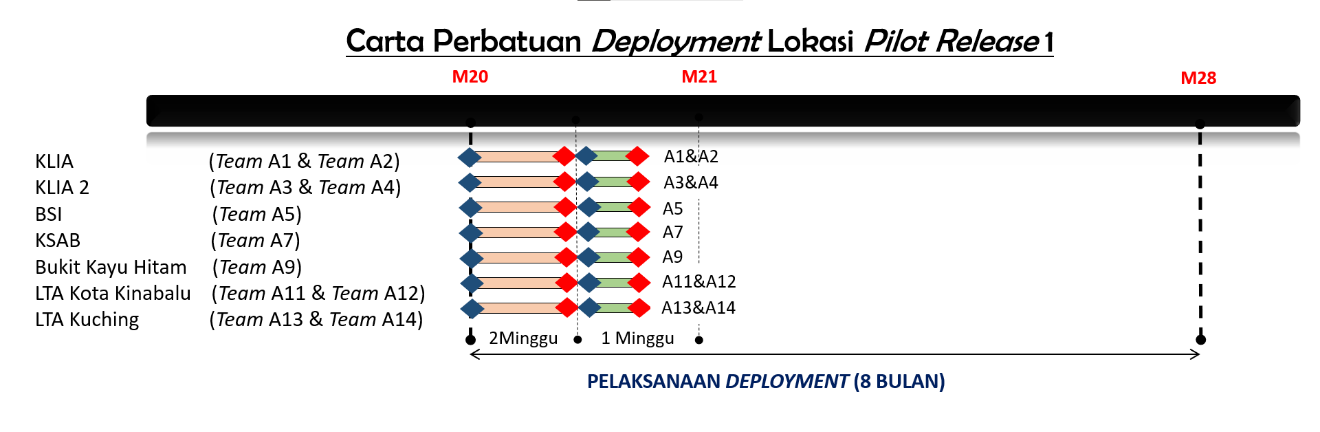 Carta Perbatuan Deployment Lokasi Pilot Release 1
M20 M21 M28
KLIA (Team A1 & Team A2) A1&A2
KLIA 2 (Team A3 & Team A4) A3&A4
BSI (Team A5) A5
KSAB (Team A7) A7
Bukit Kayu Hitam (Team A9) A9
LTA Kota Kinabalu (Team A11 & Team A12) A11&A12
LTA Kuching (Team A13 & Team A14) A13&A14
2Minggu 1 Minggu
PELAKSANAAN DEPLOYMENT (8 BULAN)